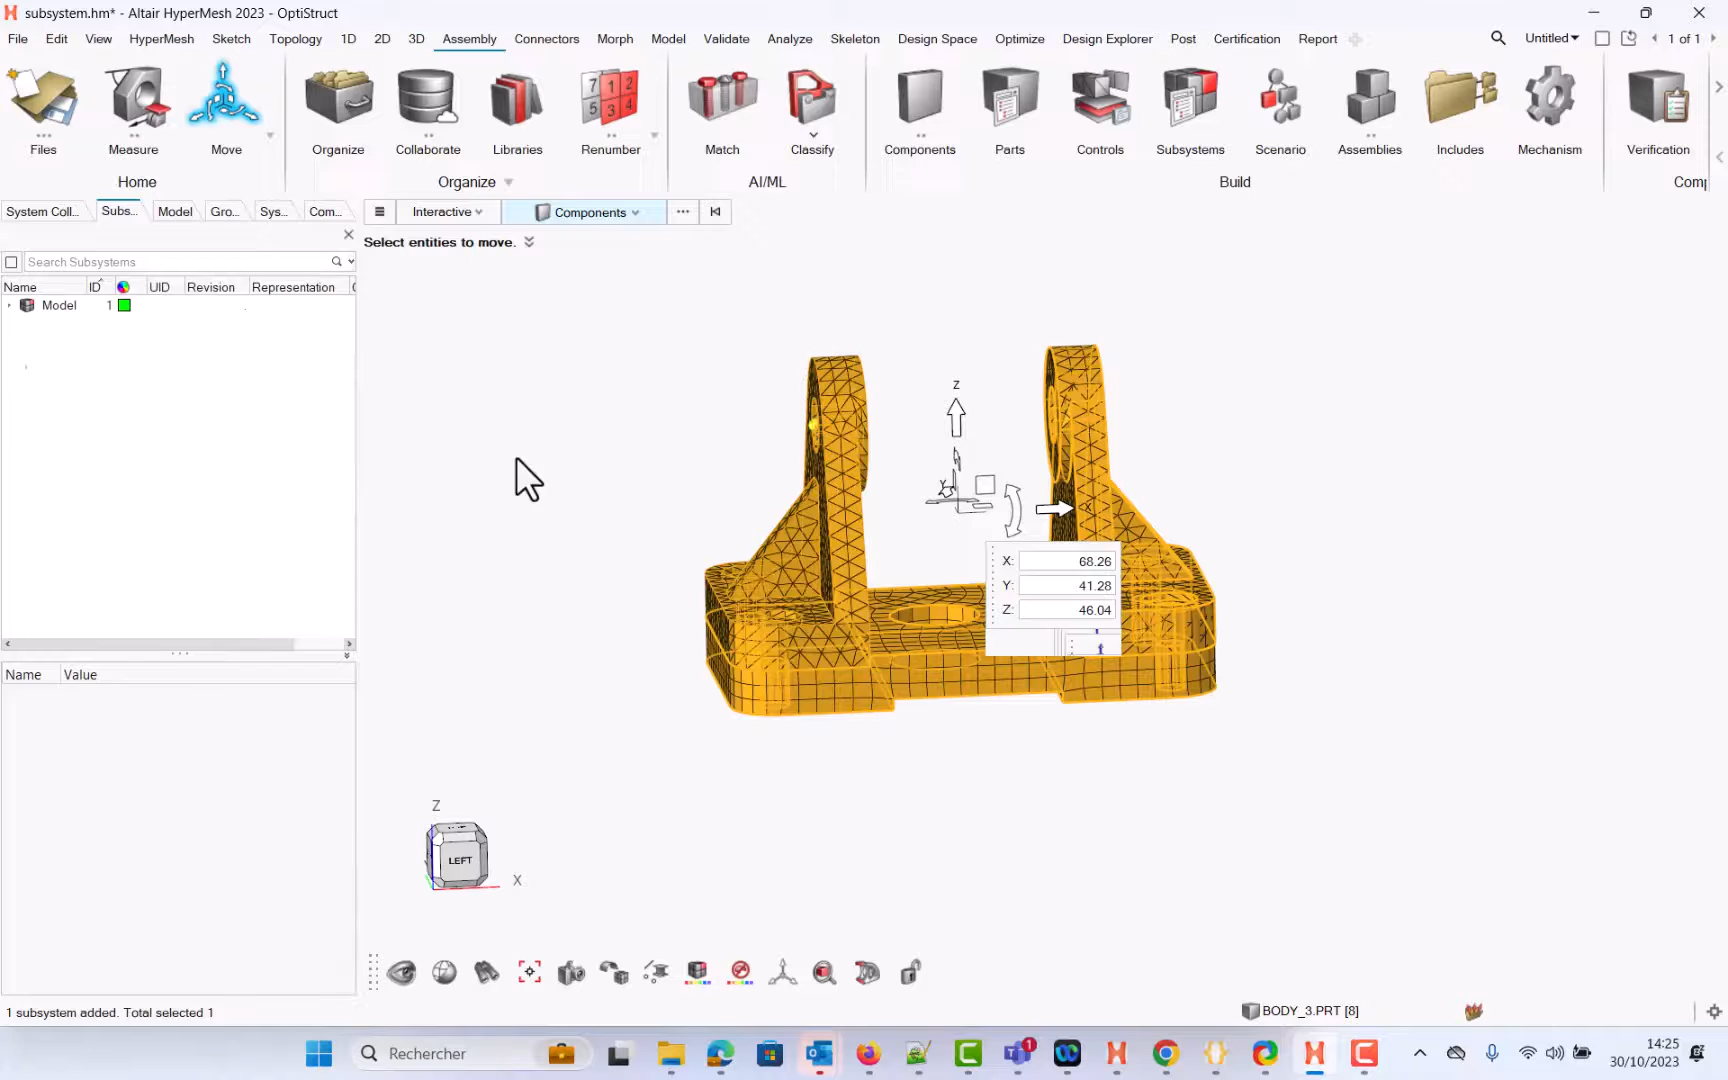 subsystem.hm* - Altair HyperMesh 2023 - OptiStruct
File Edit View HyperMesh Sketch Topology 1D 2D 3D Assembly Connectors Morph Model Validate Analyze Skeleton Design Space Optimize Design Explorer Post Certification Report Untitled 1 of 1
Files Measure Move Organize Collaborate Libraries Renumber Match Classify Components Parts Controls Subsystems Scenario Assemblies Includes Mechanism Verification
Home Organize AI/ML Build
System Coll... Subs... Model Gro... Sys... Com... Interactive Components
Select entities to move.
Search Subsystems
Name ID UID Revision Representation
Model 1
Z
X
X: 68.26
Y: 41.28
Z: 46.04
Name Value
Z
LEFT
X
1 subsystem added. Total selected 1
BODY_3.PRT [8]
Rechercher
1
14:25
30/10/2023